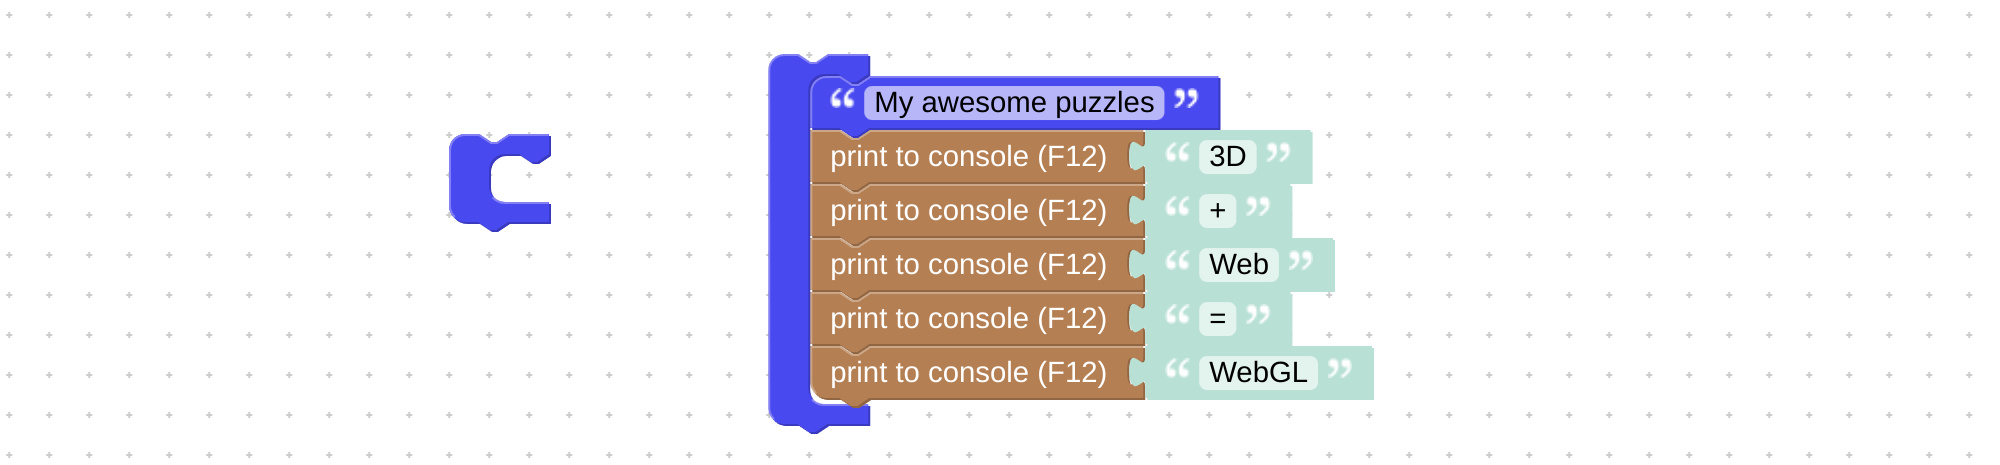 “ My awesome puzzles ”
print to console (F12) “ 3D ”
print to console (F12) “ + ”
print to console (F12) “ Web ”
print to console (F12) “ = ”
print to console (F12) “ WebGL ”